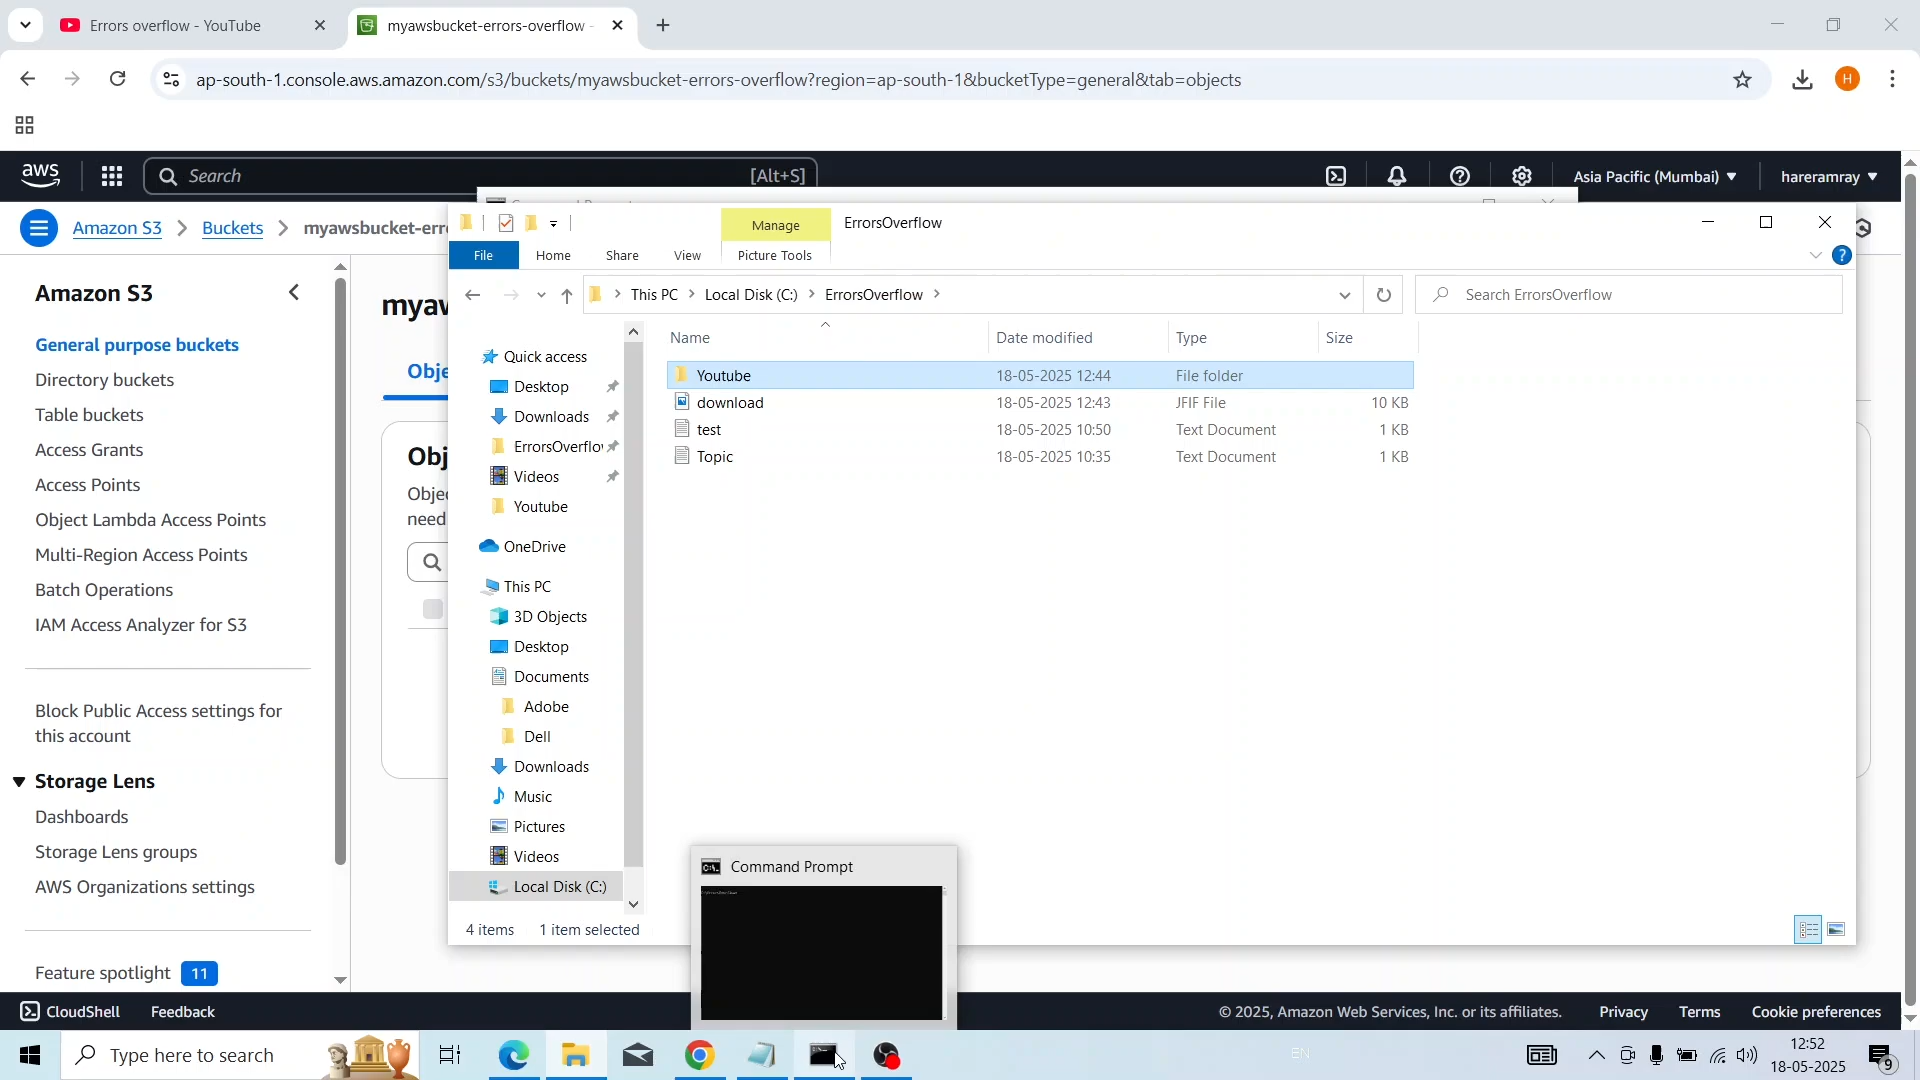 Errors overflow - YouTube
myawsbucket-errors-overflow -
ap-south-1.console.aws.amazon.com/s3/buckets/myawsbucket-errors-overflow?region=ap-south-1&bucketType=general&tab=objects
H
aws
Search
[Alt+S]
Asia Pacific (Mumbai)
hareramray
Amazon S3
Buckets
myawsbucket-erro
Manage
ErrorsOverflow
File
Home
Share
View
Picture Tools
This PC
Local Disk (C:)
ErrorsOverflow
Search ErrorsOverflow
Amazon S3
General purpose buckets
Directory buckets
Table buckets
Access Grants
Access Points
Object Lambda Access Points
Multi-Region Access Points
Batch Operations
IAM Access Analyzer for S3
Block Public Access settings for
this account
Storage Lens
Dashboards
Storage Lens groups
AWS Organizations settings
Feature spotlight 11
myaw
Obje
Obj
Objec
need
Quick access
Desktop
Downloads
ErrorsOverflow
Videos
Youtube
OneDrive
This PC
3D Objects
Desktop
Documents
Adobe
Dell
Downloads
Music
Pictures
Videos
Local Disk (C:)
Name Date modified Type Size
Youtube 18-05-2025 12:44 File folder
download 18-05-2025 12:43 JFIF File 10 KB
test 18-05-2025 10:50 Text Document 1 KB
Topic 18-05-2025 10:35 Text Document 1 KB
4 items 1 item selected
Command Prompt
CloudShell
Feedback
© 2025, Amazon Web Services, Inc. or its affiliates.
Privacy
Terms
Cookie preferences
Type here to search
EN
12:52
18-05-2025
9